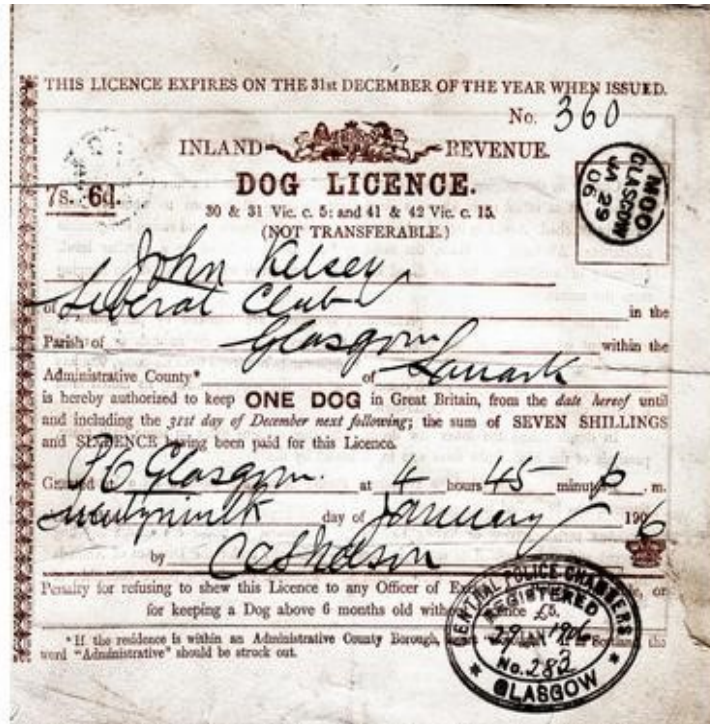 THIS LICENCE EXPIRES ON THE 31st DECEMBER OF THE YEAR WHEN ISSUED.
No. 360
INLAND REVENUE.
MOO
GLASGOW
JA 29
06
7s. 6d.
DOG LICENCE.
30 & 31 Vic. c. 5; and 41 & 42 Vic. c. 15.
(NOT TRANSFERABLE.)
John Kelsey
of Liberal Club in the
Parish of Glasgow within the
Administrative County* of Lanark
is hereby authorized to keep ONE DOG in Great Britain, from the date hereof until
and including the 31st day of December next following; the sum of SEVEN SHILLINGS
and SIXPENCE having been paid for this Licence.
Granted at P.O Glasgow at 4 hours 45 minutes p. m.
twentyninth day of January 1906
by
Penalty for refusing to shew this Licence to any Officer of or
for keeping a Dog above 6 months old without Licence £5.
*If the residence is within an Administrative County Borough, the
word "Administrative" should be struck out.
CENTRAL POLICE CHAMBERS
REGISTERED
29 JAN 1906
No. 282
GLASGOW